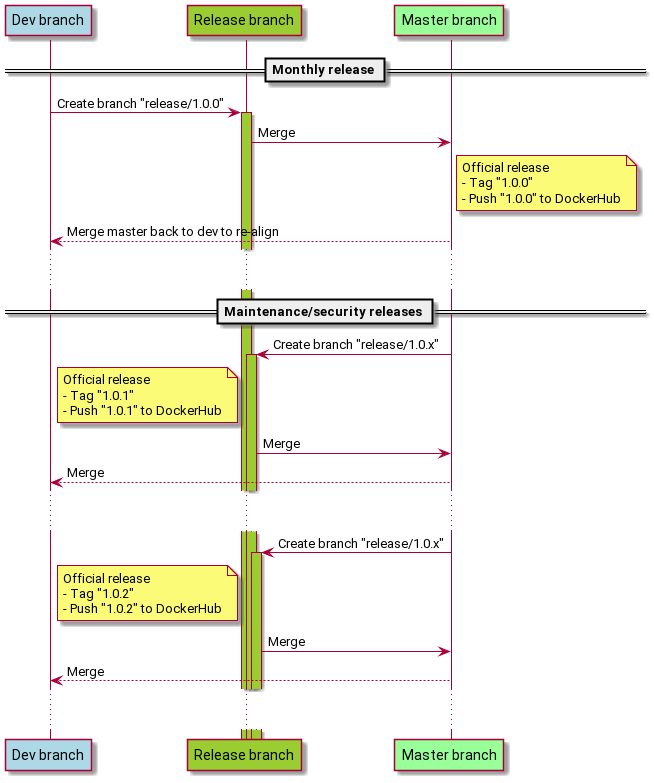 Dev branch
Release branch
Master branch
Monthly release
Create branch "release/1.0.0"
Merge
Official release
- Tag "1.0.0"
- Push "1.0.0" to DockerHub
Merge master back to dev to re-align
Maintenance/security releases
Create branch "release/1.0.x"
Official release
- Tag "1.0.1"
- Push "1.0.1" to DockerHub
Merge
Merge
Create branch "release/1.0.x"
Official release
- Tag "1.0.2"
- Push "1.0.2" to DockerHub
Merge
Merge
Dev branch
Release branch
Master branch